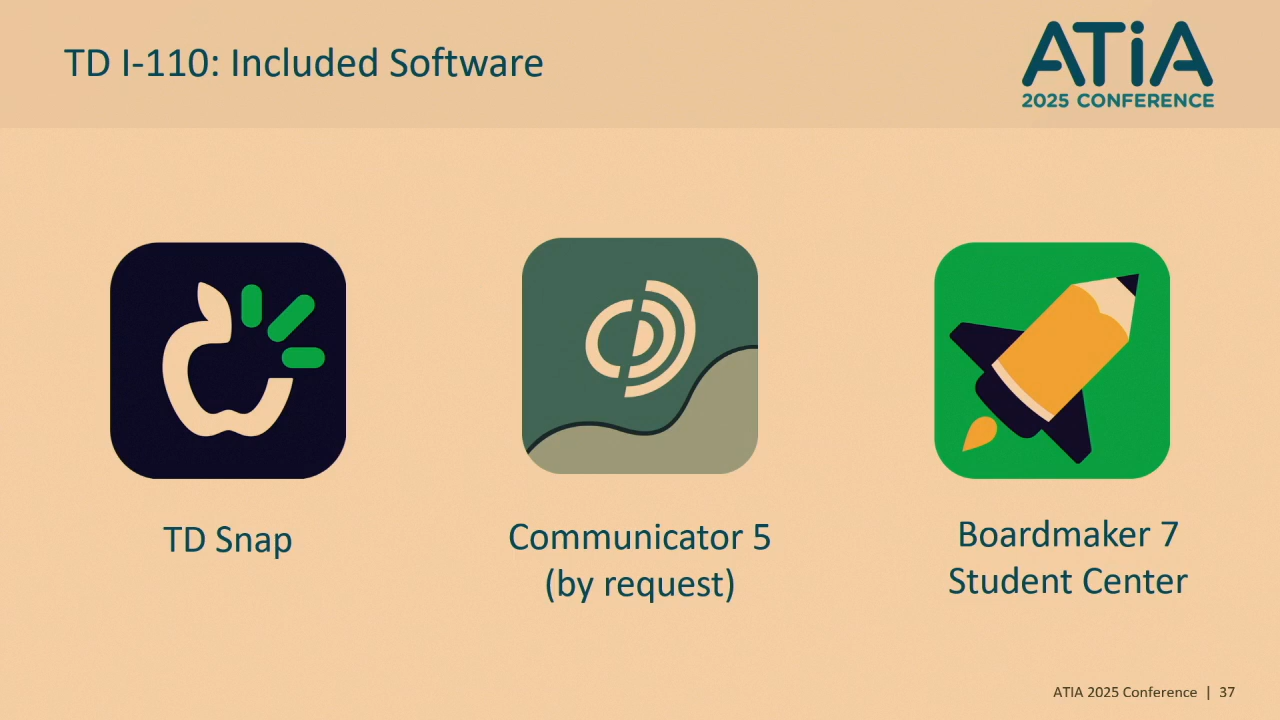 TD I-110: Included Software
ATiA
2025 CONFERENCE
TD Snap
Communicator 5
(by request)
Boardmaker 7
Student Center
ATIA 2025 Conference | 37